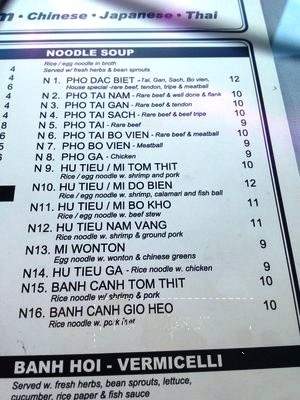 m • Chinese • Japanese • Thai
NOODLE SOUP
Rice / egg noodle in broth
Served w/ fresh herbs & bean sprouts
N 1. PHO DAC BIET - Tai, Gan, Sach, Bo vien, 12
House special -rare beef, tendon, tripe & meatball
N 2. PHO TAI NAM - Rare beef & well done & flank 10
N 3. PHO TAI GAN - Rare beef & tendon 10
N 4. PHO TAI SACH - Rare beef & beef tripe 10
N 5. PHO TAI - Rare beef 9
N 6. PHO TAI BO VIEN - Rare beef & meatball 10
N 7. PHO BO VIEN - Meatball 9
N 8. PHO GA - Chicken 9
N 9. HU TIEU / MI TOM THIT 10
Rice / egg noodle w. shrimp and pork
N10. HU TIEU / MI DO BIEN 12
Rice / egg noodle w. shrimp, calamari and fish ball
N11. HU TIEU / MI BO KHO 11
Rice / egg noodle w. beef stew
N12. HU TIEU NAM VANG 11
Rice noodle w. shrimp & ground pork
N13. MI WONTON 9
Egg noodle w. wonton & chinese greens
N14. HU TIEU GA - Rice noodle w. chicken 9
N15. BANH CANH TOM THIT 10
Rice noodle w/ shrimp & pork
N16. BANH CANH GIO HEO 10
Rice noodle w. pork
BANH HOI - VERMICELLI
Served w. fresh herbs, bean sprouts, lettuce,
cucumber, rice paper & fish sauce